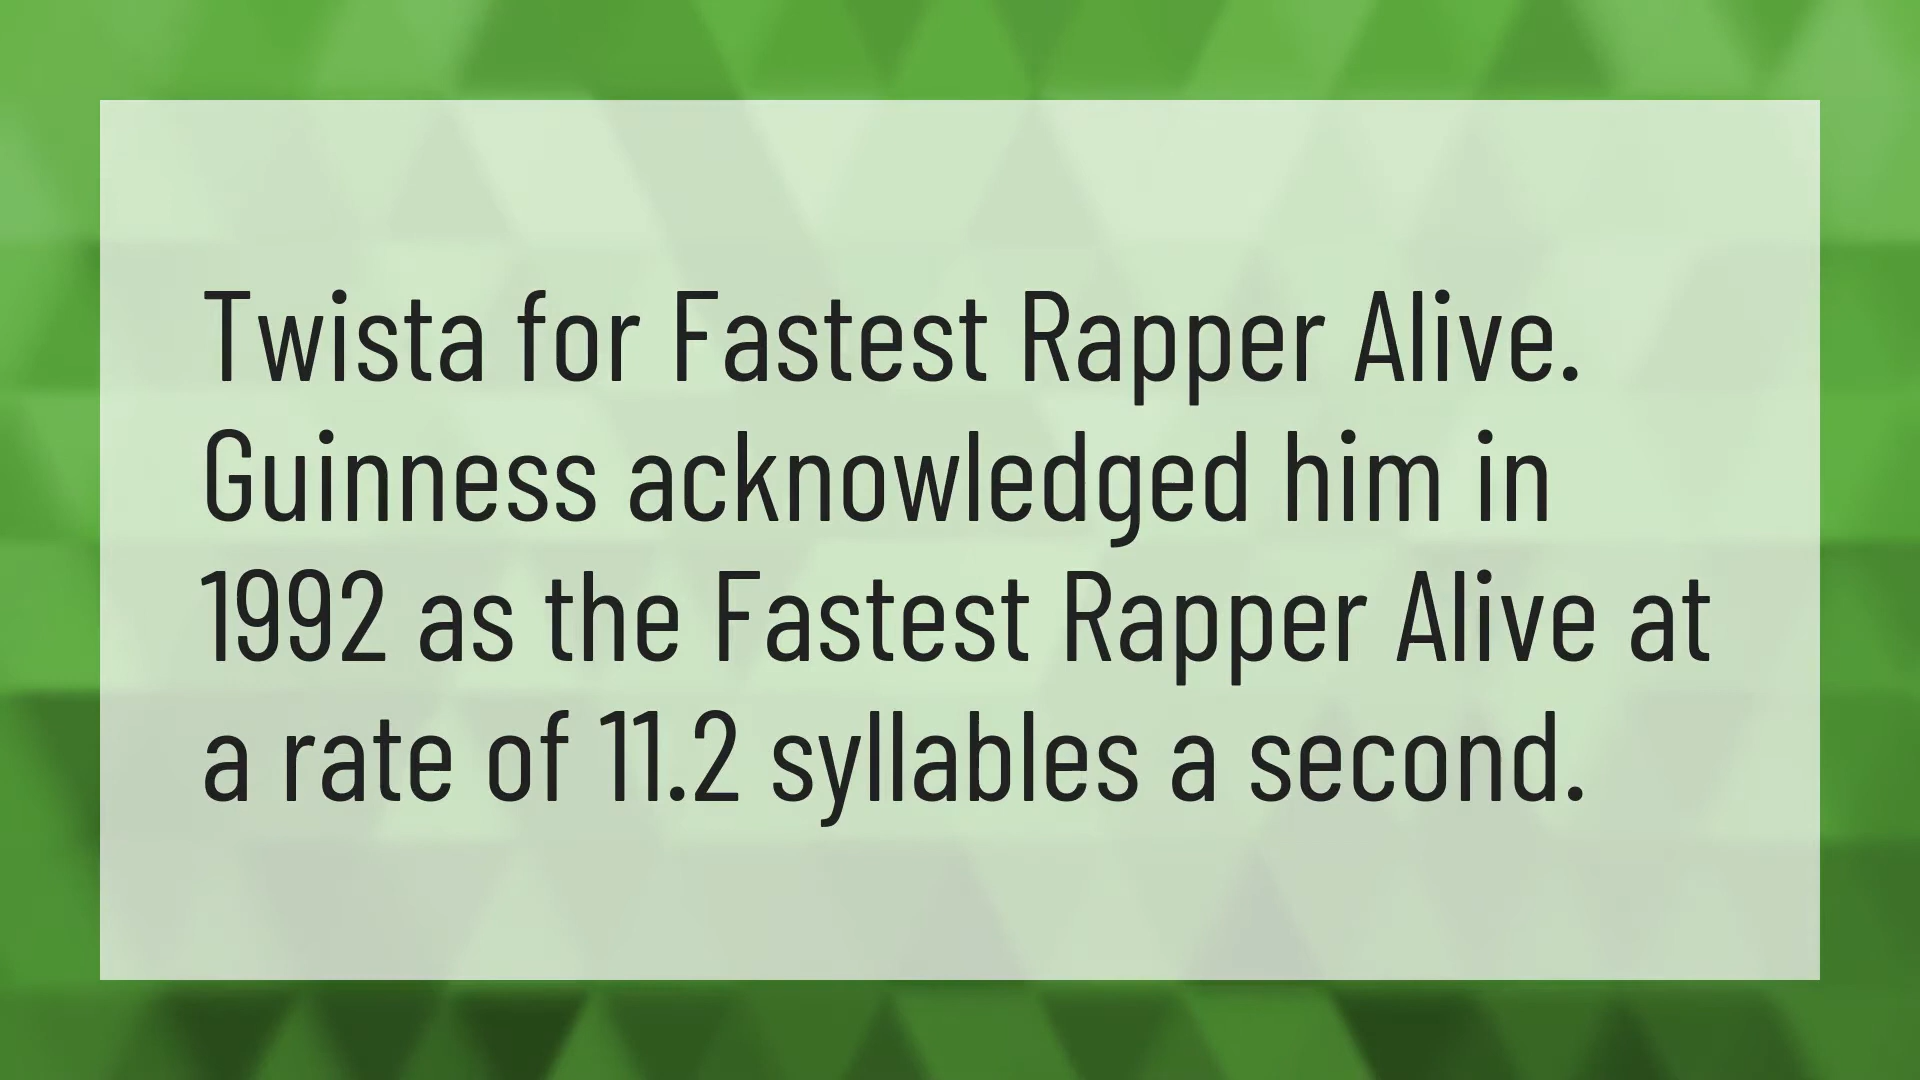 Twista for Fastest Rapper Alive.
Guinness acknowledged him in
1992 as the Fastest Rapper Alive at
a rate of 11.2 syllables a second.